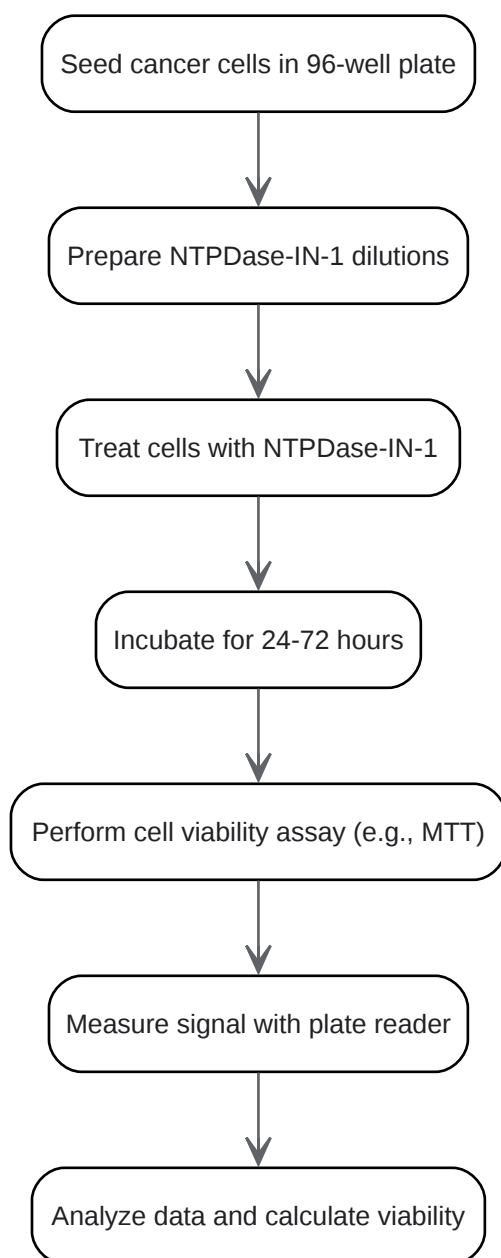 Seed cancer cells in 96-well plate
Prepare NTPDase-IN-1 dilutions
Treat cells with NTPDase-IN-1
Incubate for 24-72 hours
Perform cell viability assay (e.g., MTT)
Measure signal with plate reader
Analyze data and calculate viability